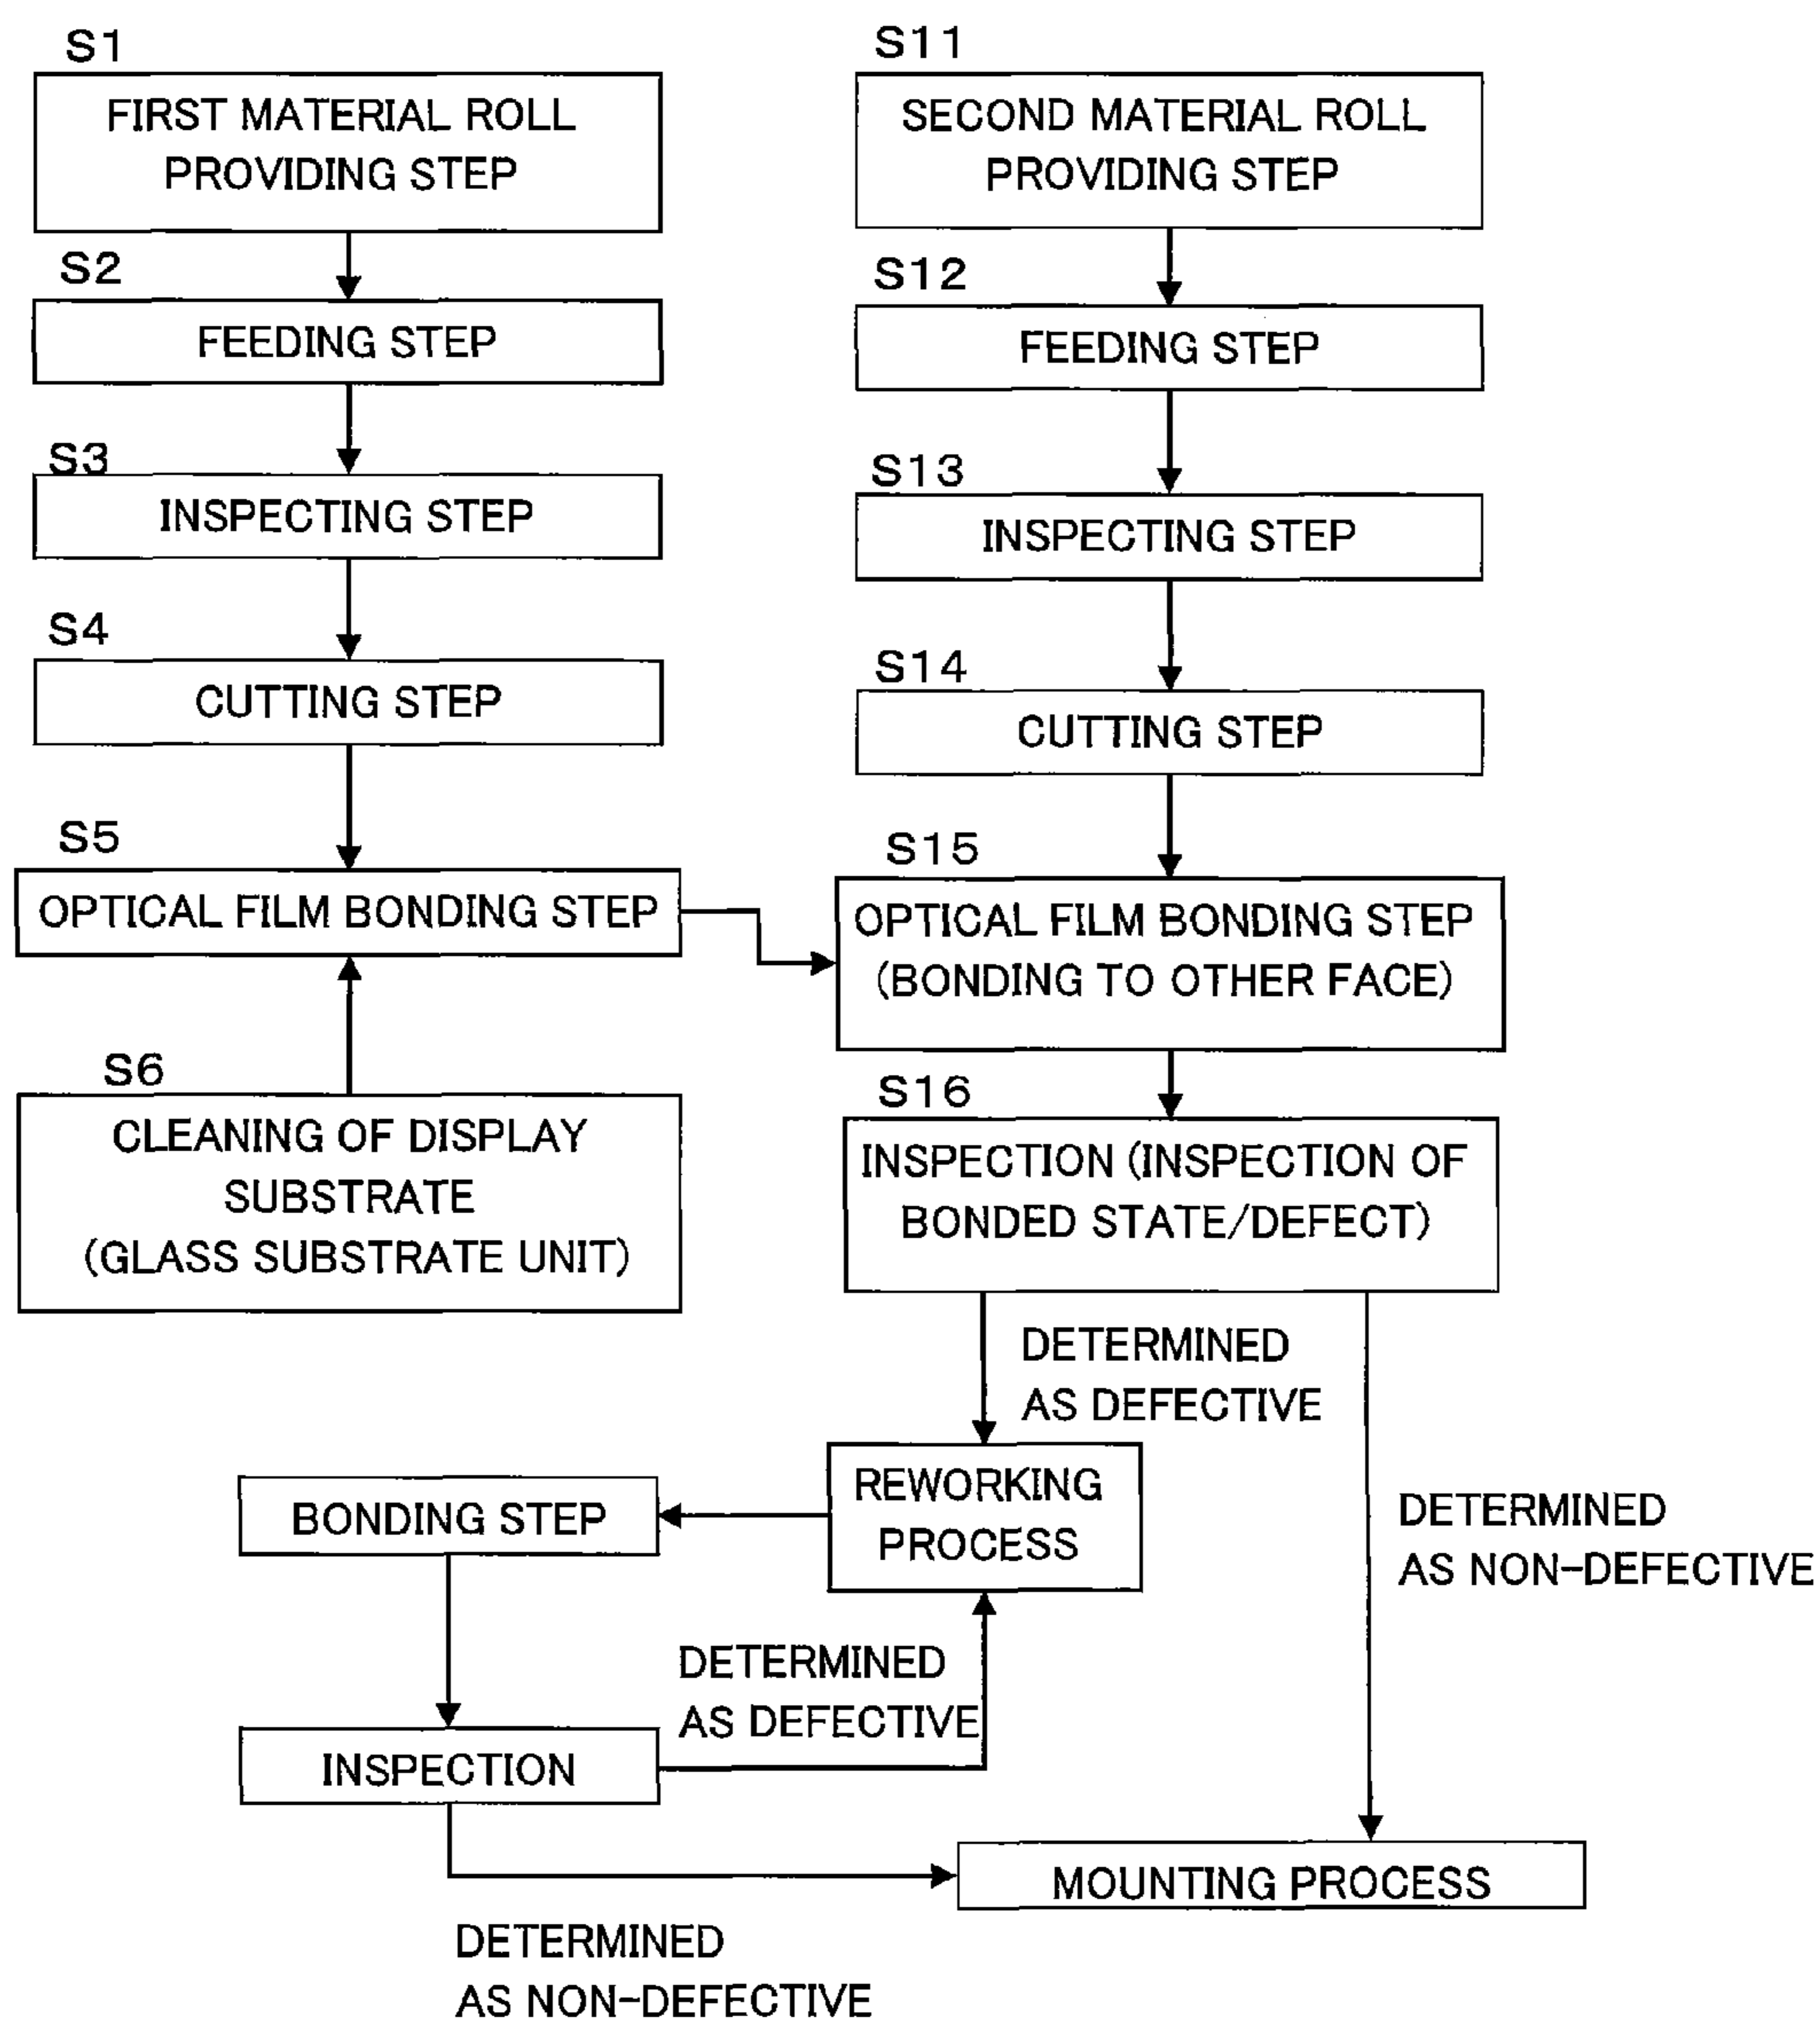 S1
FIRST MATERIAL ROLL
PROVIDING STEP
S2
FEEDING STEP
S3
INSPECTING STEP
S4
CUTTING STEP
S5
OPTICAL FILM BONDING STEP
S6
CLEANING OF DISPLAY
SUBSTRATE
(GLASS SUBSTRATE UNIT)
S11
SECOND MATERIAL ROLL
PROVIDING STEP
S12
FEEDING STEP
S13
INSPECTING STEP
S14
CUTTING STEP
S15
OPTICAL FILM BONDING STEP
(BONDING TO OTHER FACE)
S16
INSPECTION (INSPECTION OF
BONDED STATE/DEFECT)
DETERMINED
AS DEFECTIVE
REWORKING
PROCESS
BONDING STEP
DETERMINED
AS NON-DEFECTIVE
DETERMINED
AS DEFECTIVE
INSPECTION
MOUNTING PROCESS
DETERMINED
AS NON-DEFECTIVE